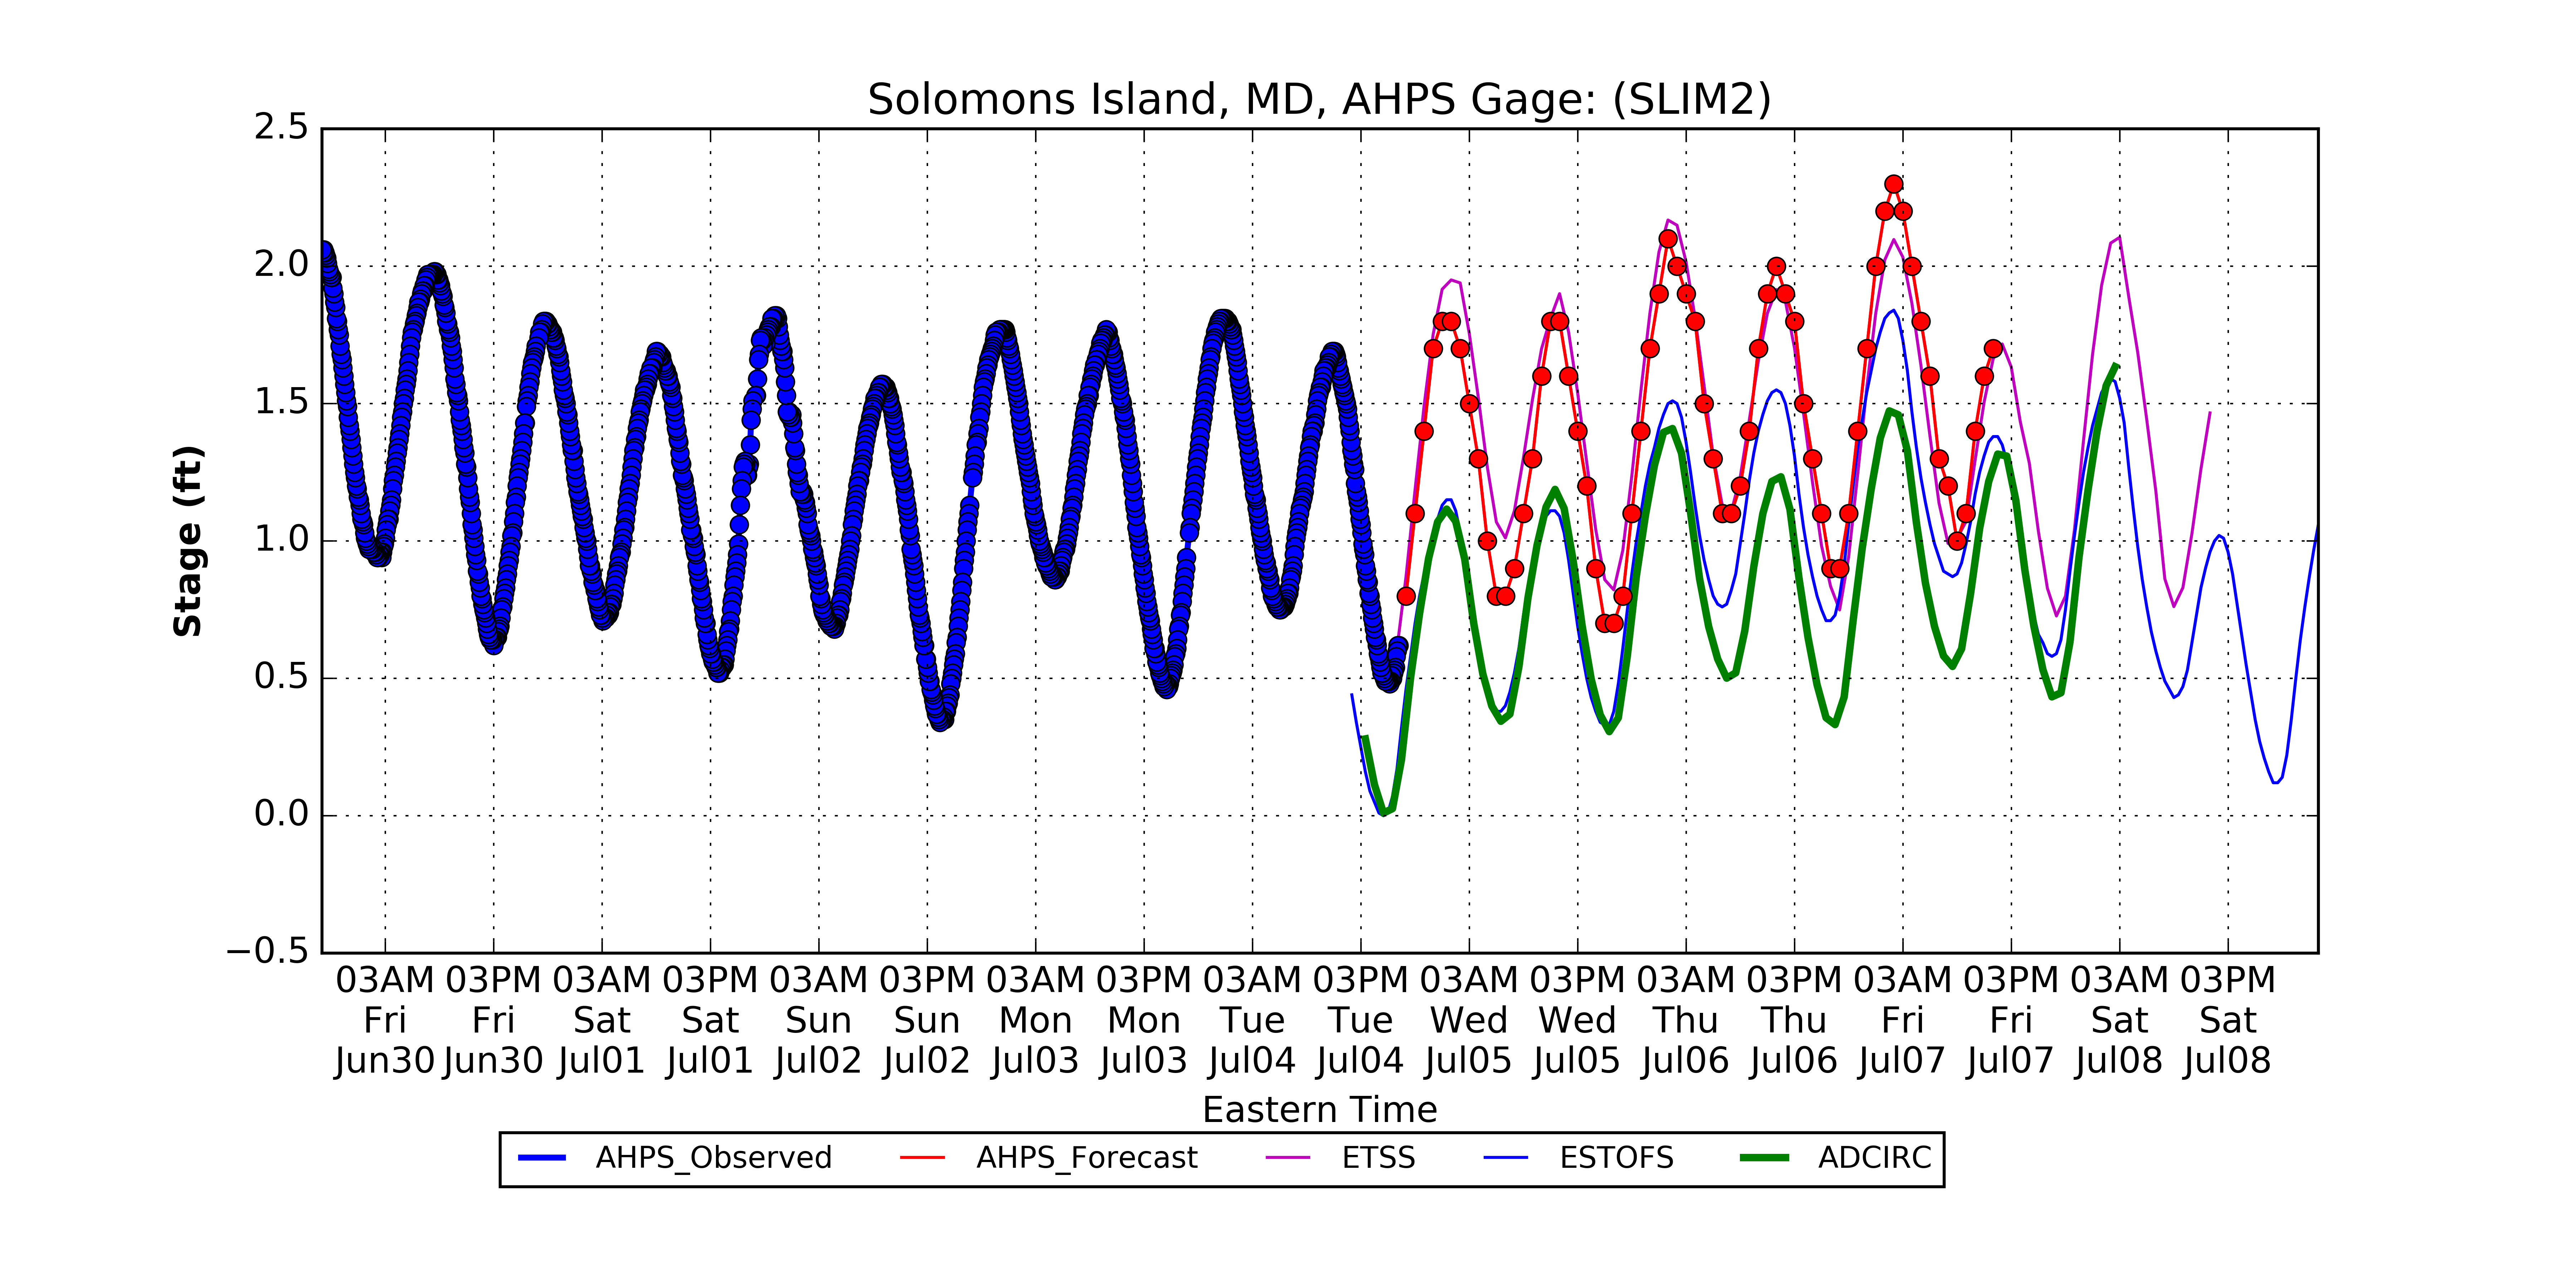 Solomons Island, MD, AHPS Gage: (SLIM2)
2.5
2.0
1.5
1.0
0.5
0.0
−0.5
Stage (ft)
03AM 03PM 03AM 03PM 03AM 03PM 03AM 03PM 03AM 03PM 03AM 03PM 03AM 03PM 03AM 03PM 03AM 03PM
Fri Fri Sat Sat Sun Sun Mon Mon Tue Tue Wed Wed Thu Thu Fri Fri Sat Sat
Jun30 Jun30 Jul01 Jul01 Jul02 Jul02 Jul03 Jul03 Jul04 Jul04 Jul05 Jul05 Jul06 Jul06 Jul07 Jul07 Jul08 Jul08
Eastern Time
AHPS_Observed AHPS_Forecast ETSS ESTOFS ADCIRC